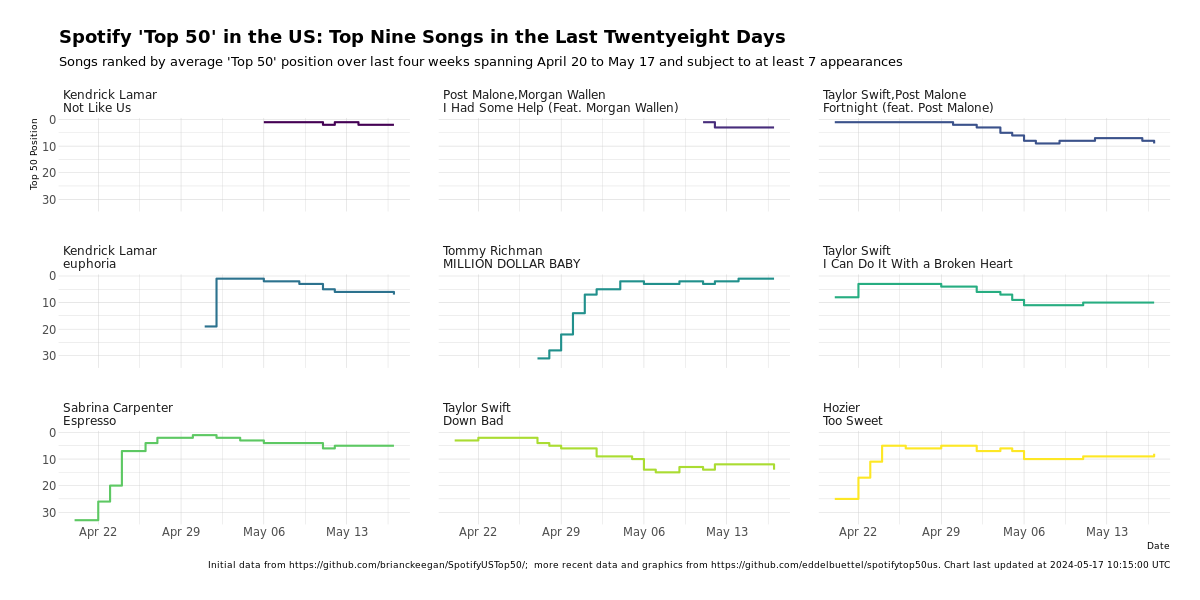 Spotify 'Top 50' in the US: Top Nine Songs in the Last Twentyeight Days
Songs ranked by average 'Top 50' position over last four weeks spanning April 20 to May 17 and subject to at least 7 appearances
Kendrick Lamar
Not Like Us
Post Malone,Morgan Wallen
I Had Some Help (Feat. Morgan Wallen)
Taylor Swift,Post Malone
Fortnight (feat. Post Malone)
Top 50 Position
0
10
20
30
Kendrick Lamar
euphoria
Tommy Richman
MILLION DOLLAR BABY
Taylor Swift
I Can Do It With a Broken Heart
0
10
20
30
Sabrina Carpenter
Espresso
Taylor Swift
Down Bad
Hozier
Too Sweet
0
10
20
30
Apr 22 Apr 29 May 06 May 13
Apr 22 Apr 29 May 06 May 13
Apr 22 Apr 29 May 06 May 13
Date
Initial data from https://github.com/brianckeegan/SpotifyUSTop50/;  more recent data and graphics from https://github.com/eddelbuettel/spotifytop50us. Chart last updated at 2024-05-17 10:15:00 UTC